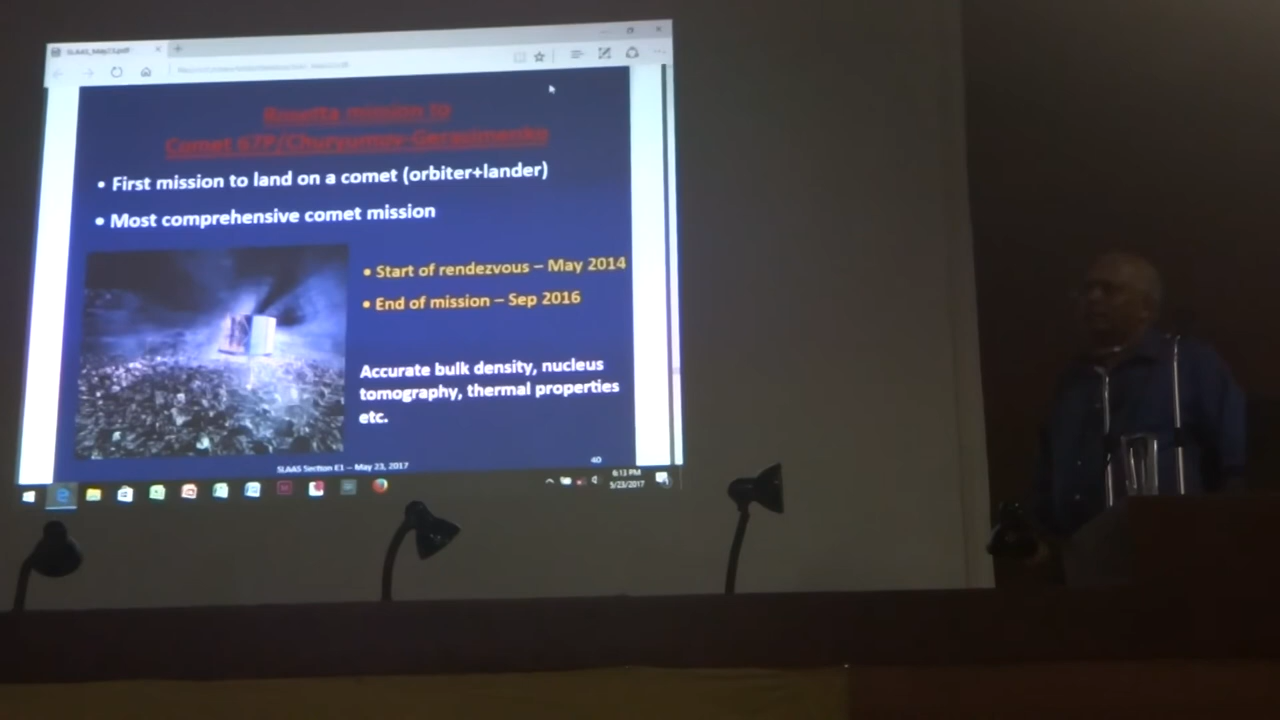 SLAAS_May23.pdf
Rosetta mission to
Comet 67P/Churyumov-Gerasimenko
• First mission to land on a comet (orbiter+lander)
• Most comprehensive comet mission
• Start of rendezvous – May 2014
• End of mission – Sep 2016
Accurate bulk density, nucleus
tomography, thermal properties
etc.
SLAAS Section E1 – May 23, 2017
40
6:13 PM
5/23/2017